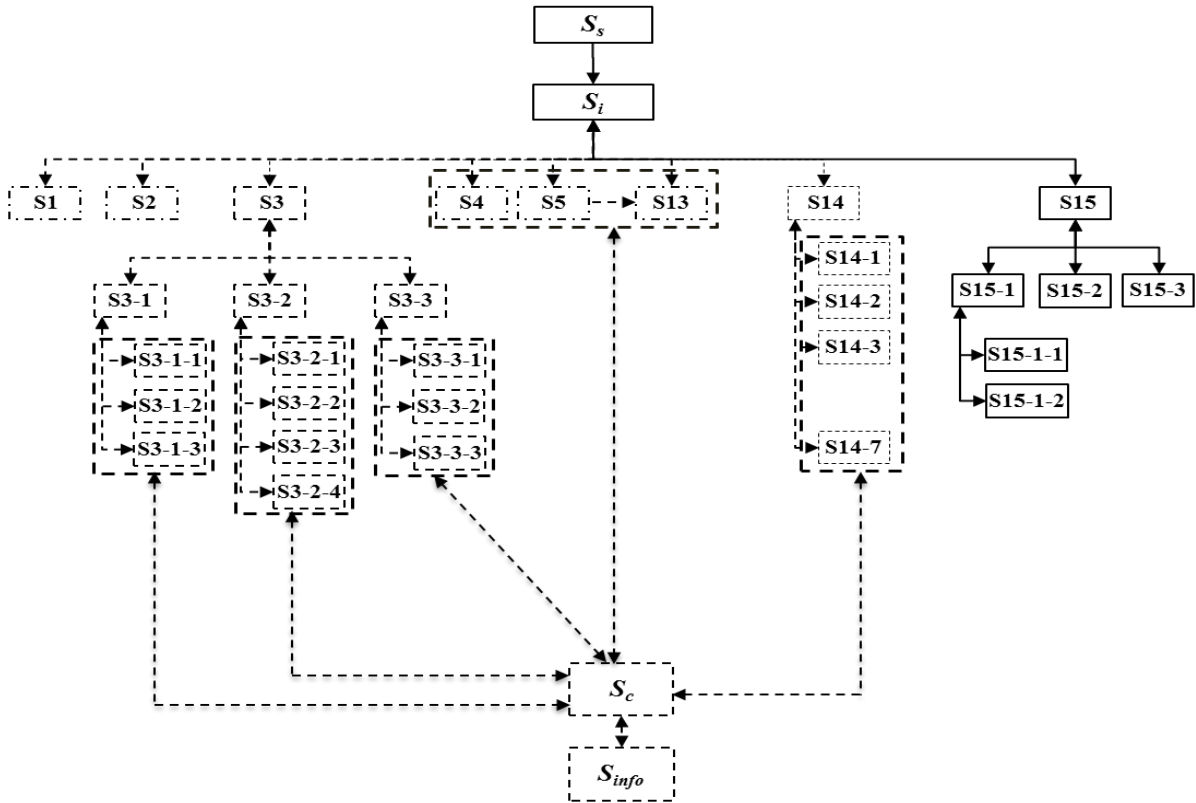 Ss
Si
S1 S2 S3 S4 S5 S13 S14 S15
S14-1
S14-2
S14-3
S14-7
S3-1 S3-2 S3-3
S15-1 S15-2 S15-3
S3-1-1
S3-1-2
S3-1-3
S3-2-1
S3-2-2
S3-2-3
S3-2-4
S3-3-1
S3-3-2
S3-3-3
S15-1-1
S15-1-2
Sc
Sinfo